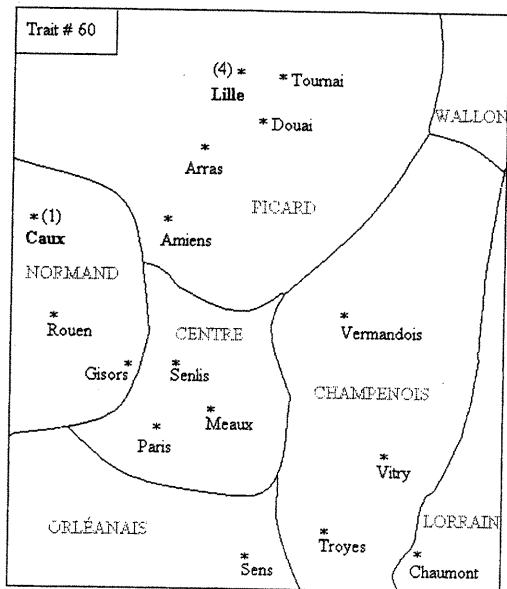 Trait # 60
(4) * * Tournai
Lille
* Douai
WALLON
*
Arras
PICARD
* (1)
Caux
*
Amiens
NORMAND
*
Rouen
CENTRE
*
Vermandois
Gisors *
*
Senlis
CHAMPENOIS
*
Meaux
*
Paris
*
Vitry
ORLÉANAIS
LORRAIN
*
Troyes
*
Sens
*
Chaumont